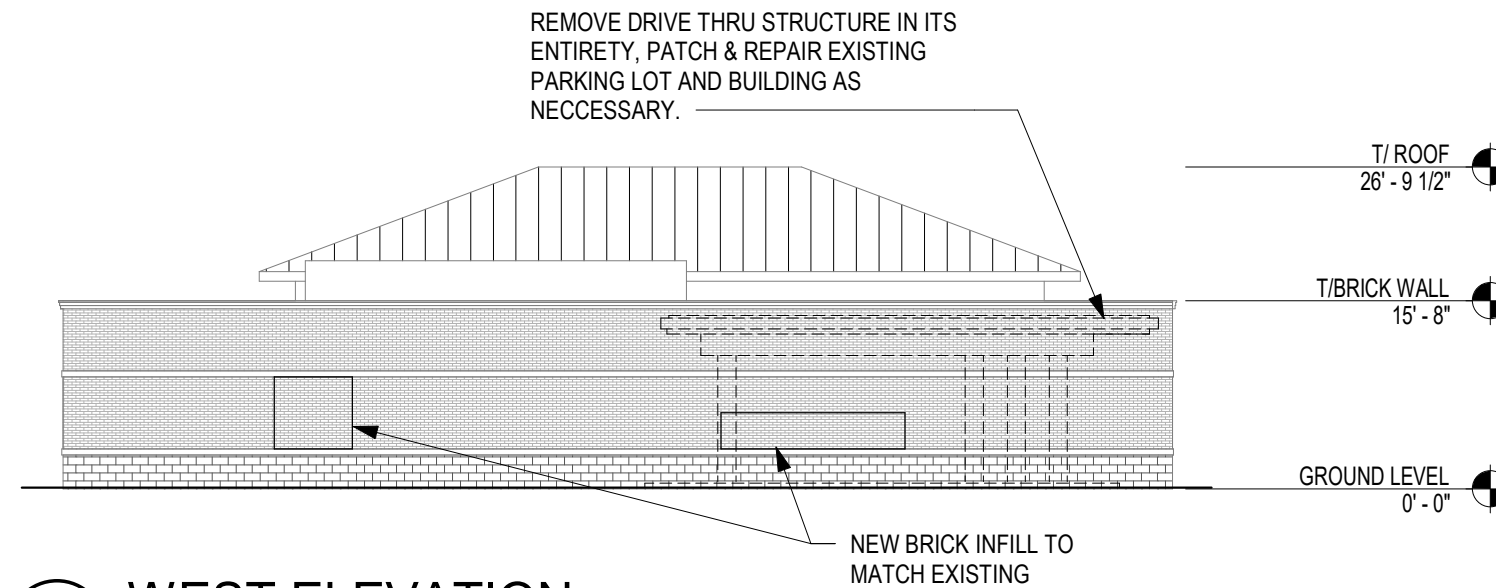 REMOVE DRIVE THRU STRUCTURE IN ITS
ENTIRETY, PATCH & REPAIR EXISTING
PARKING LOT AND BUILDING AS
NECCESSARY.
T/ ROOF
26' - 9 1/2"
T/BRICK WALL
15' - 8"
GROUND LEVEL
0' - 0"
NEW BRICK INFILL TO
MATCH EXISTING
WEST ELEVATION